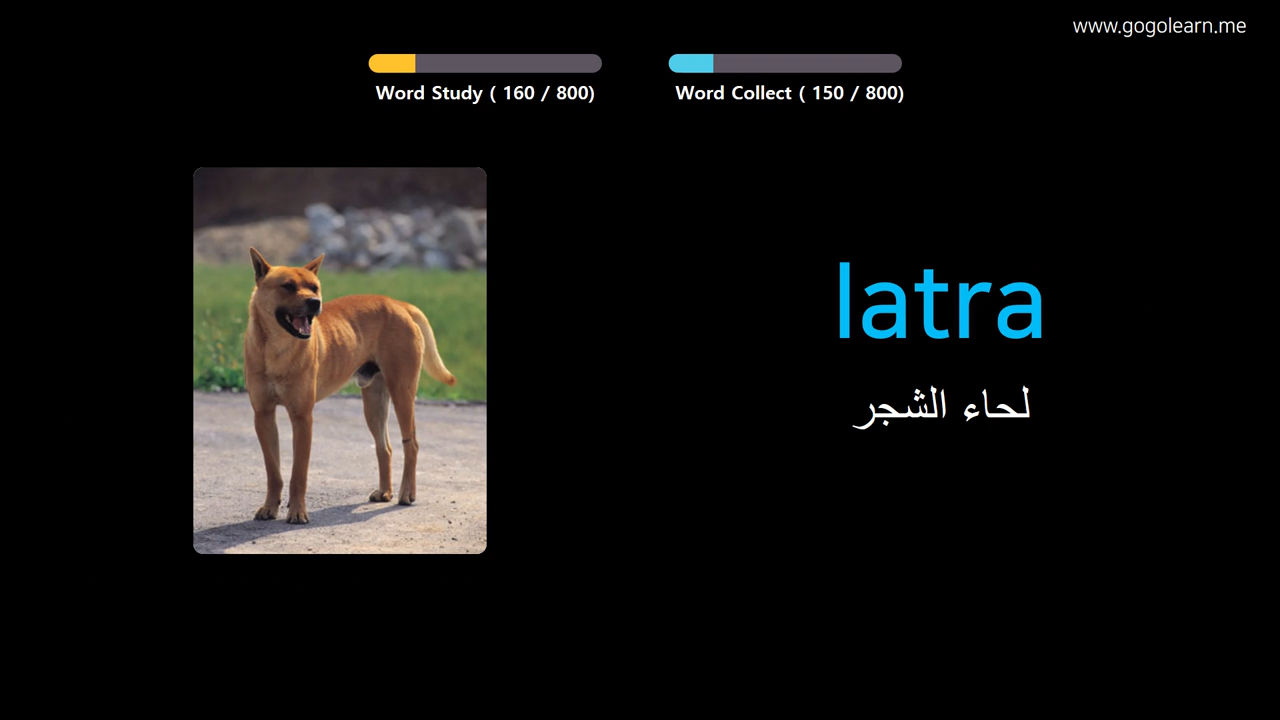 www.gogolearn.me
Word Study ( 160 / 800)
Word Collect ( 150 / 800)
latra
لحاء الشجر